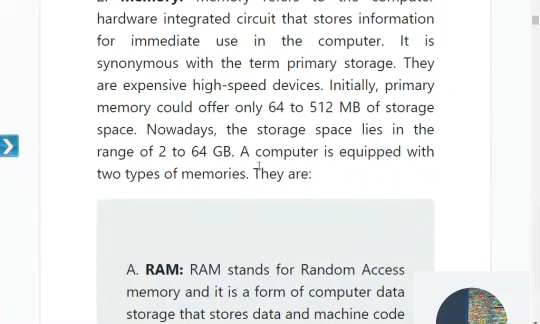 hardware integrated circuit that stores information
for immediate use in the computer. It is
synonymous with the term primary storage. They
are expensive high-speed devices. Initially, primary
memory could offer only 64 to 512 MB of storage
space. Nowadays, the storage space lies in the
range of 2 to 64 GB. A computer is equipped with
two types of memories. They are:
A. RAM: RAM stands for Random Access
memory and it is a form of computer data
storage that stores data and machine code